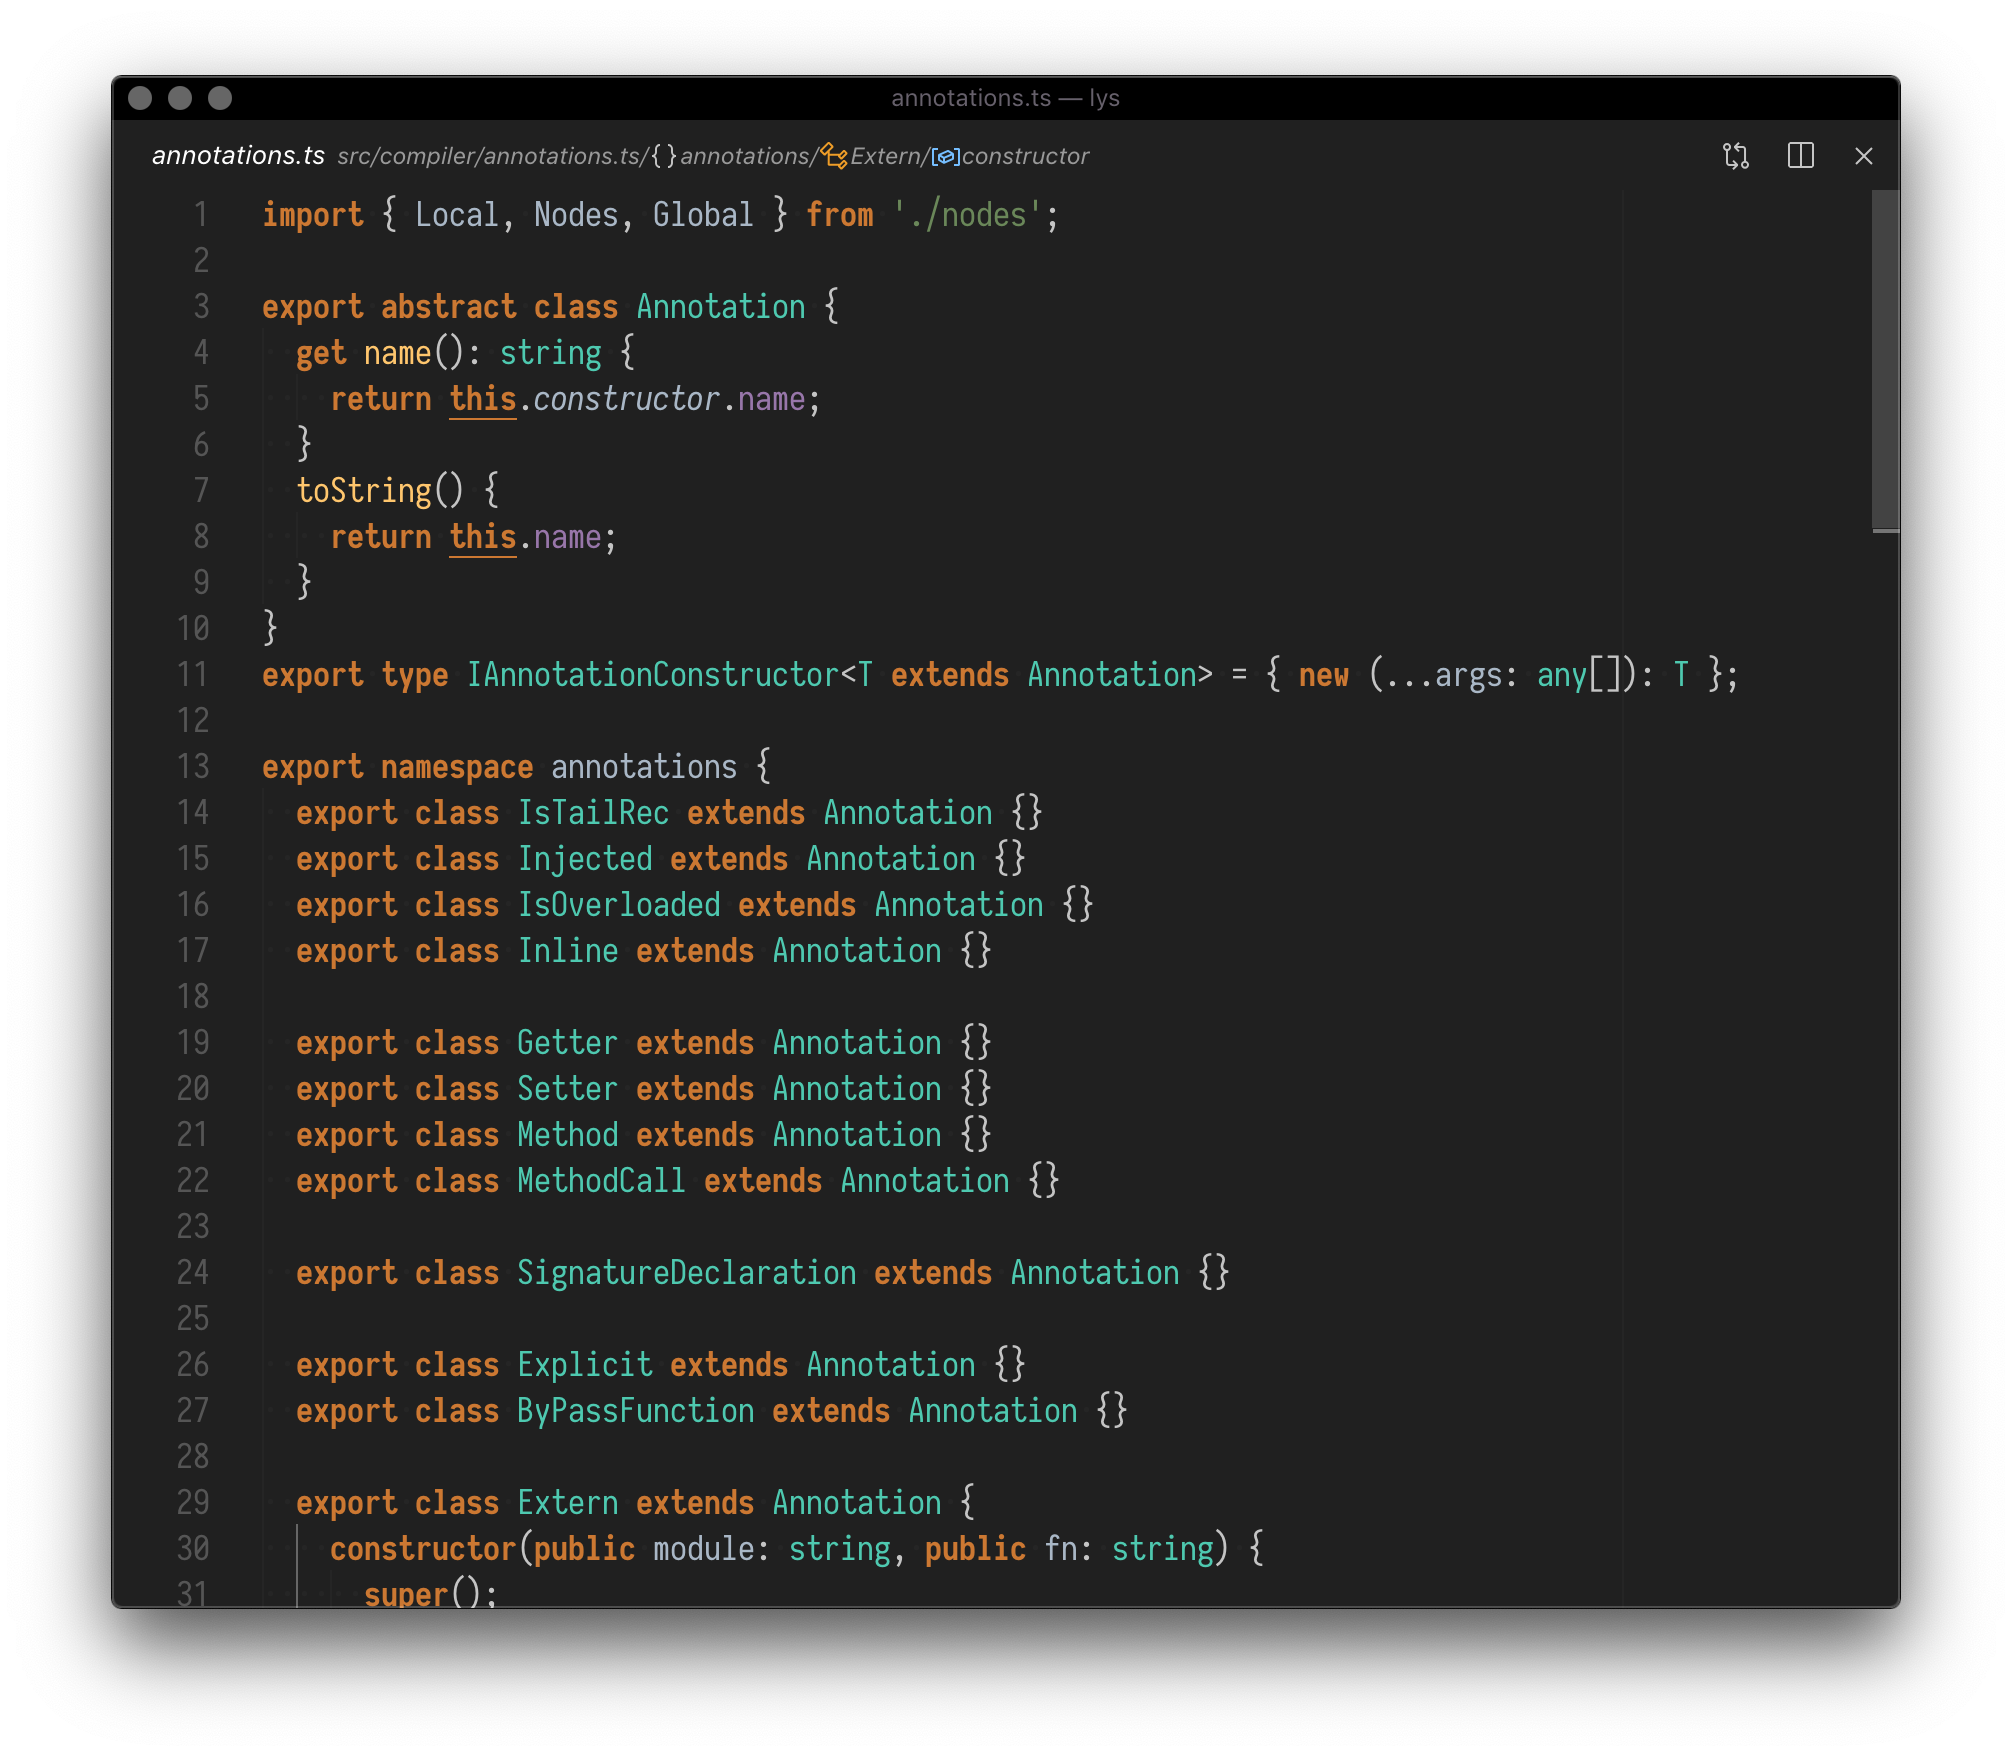 annotations.ts — lys
annotations.ts src/compiler/annotations.ts/{}annotations/Extern/constructor
1 import { Local, Nodes, Global } from './nodes';
2
3 export abstract class Annotation {
4   get name(): string {
5     return this.constructor.name;
6   }
7   toString() {
8     return this.name;
9   }
10 }
11 export type IAnnotationConstructor<T extends Annotation> = { new (...args: any[]): T };
12
13 export namespace annotations {
14   export class IsTailRec extends Annotation {}
15   export class Injected extends Annotation {}
16   export class IsOverloaded extends Annotation {}
17   export class Inline extends Annotation {}
18
19   export class Getter extends Annotation {}
20   export class Setter extends Annotation {}
21   export class Method extends Annotation {}
22   export class MethodCall extends Annotation {}
23
24   export class SignatureDeclaration extends Annotation {}
25
26   export class Explicit extends Annotation {}
27   export class ByPassFunction extends Annotation {}
28
29   export class Extern extends Annotation {
30     constructor(public module: string, public fn: string) {
31       super();